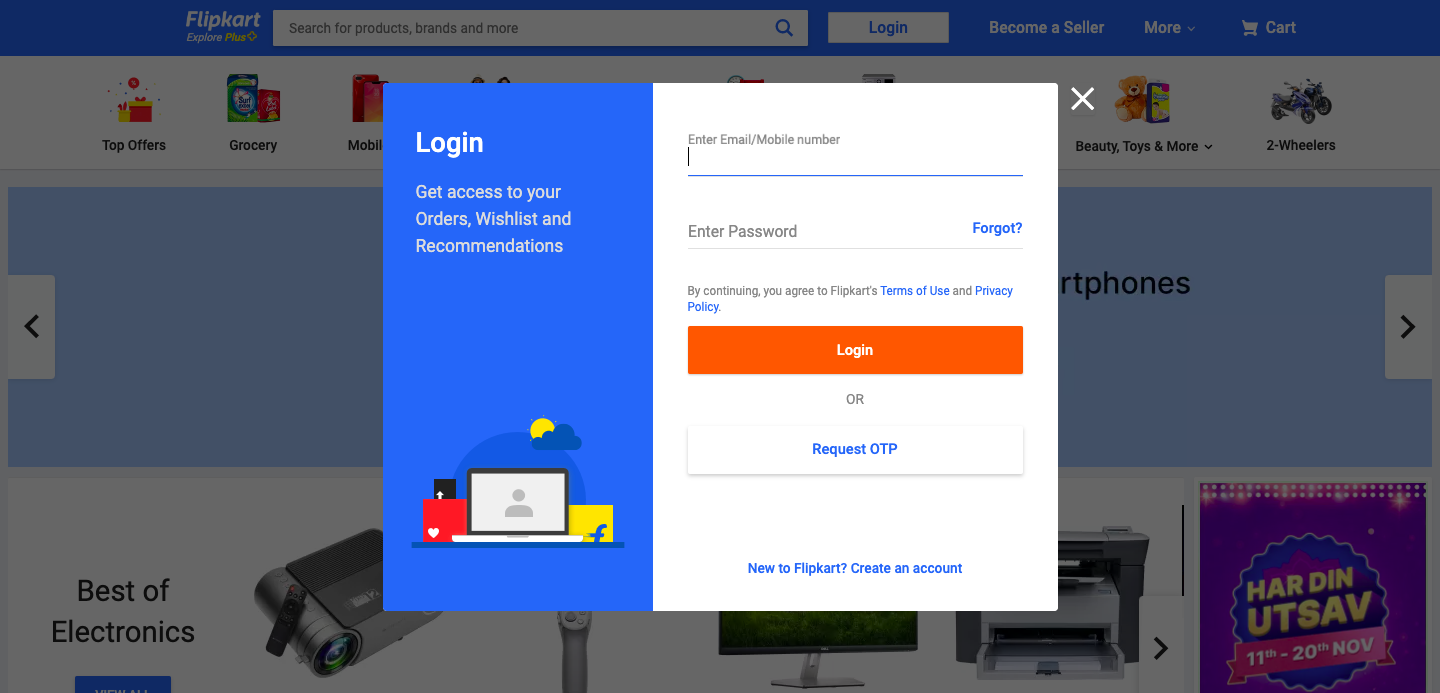 Flipkart
Explore Plus
Search for products, brands and more
Login
Become a Seller
More
Cart
Top Offers
Grocery
Beauty, Toys & More
2-Wheelers
Login
Get access to your
Orders, Wishlist and
Recommendations
Enter Email/Mobile number
Enter Password
Forgot?
By continuing, you agree to Flipkart's Terms of Use and Privacy
Policy.
Login
OR
Request OTP
New to Flipkart? Create an account
Best of
Electronics
VIEW ALL
HAR DIN
UTSAV
11th - 20th NOV